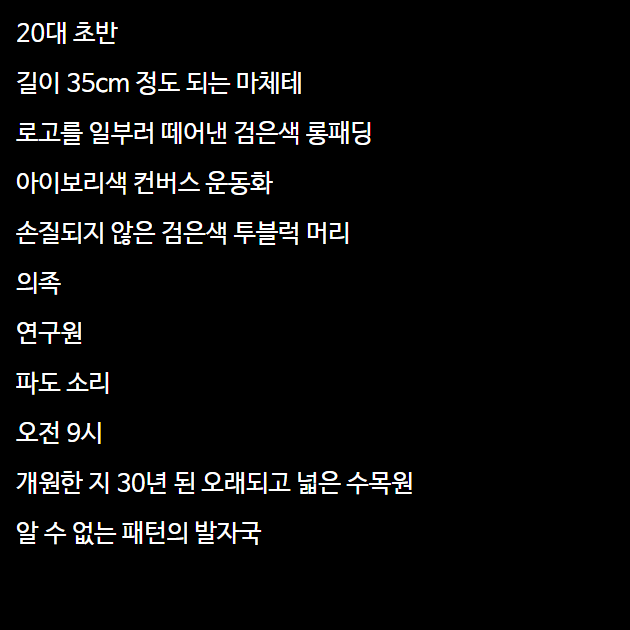 20대 초반
길이 35cm 정도 되는 마체테
로고를 일부러 떼어낸 검은색 롱패딩
아이보리색 컨버스 운동화
손질되지 않은 검은색 투블럭 머리
의족
연구원
파도 소리
오전 9시
개원한 지 30년 된 오래되고 넓은 수목원
알 수 없는 패턴의 발자국